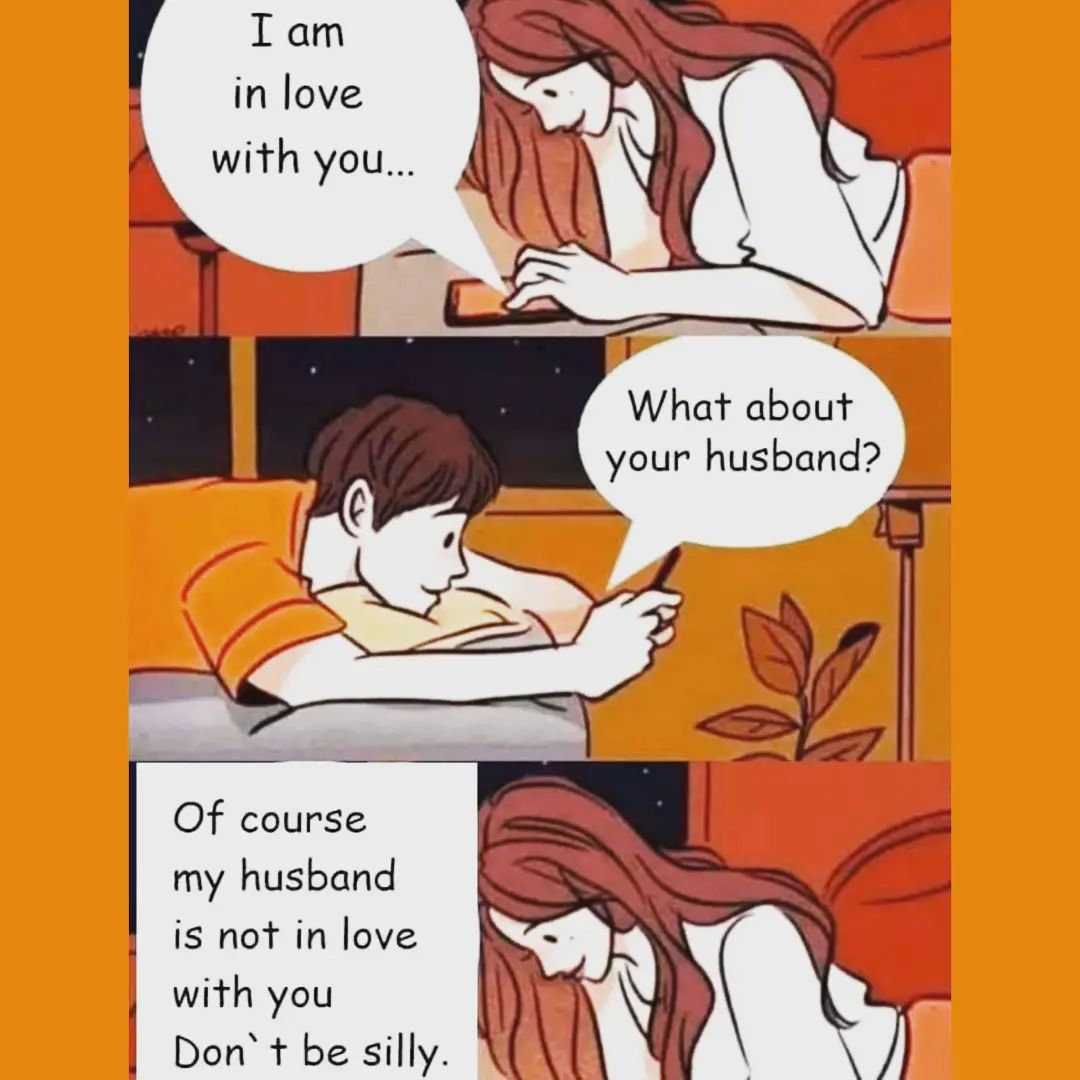 I am
in love
with you...
What about
your husband?
Of course
my husband
is not in love
with you
Don`t be silly.